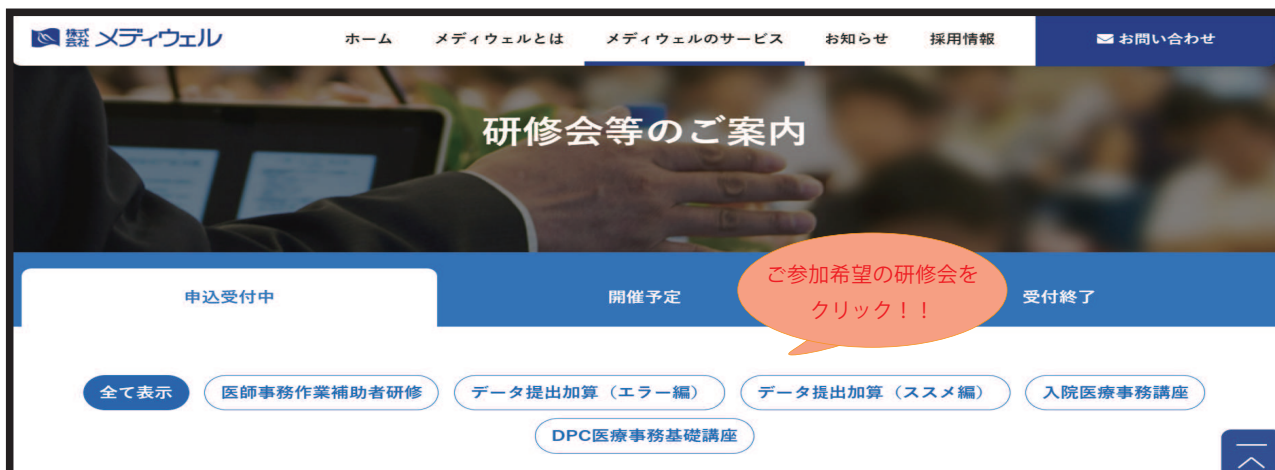 株式会社 メディウェル
ホーム メディウェルとは メディウェルのサービス お知らせ 採用情報 お問い合わせ
研修会等のご案内
ご参加希望の研修会を
クリック！！
申込受付中 開催予定 受付終了
全て表示 医師事務作業補助者研修 データ提出加算（エラー編） データ提出加算（ススメ編） 入院医療事務講座
DPC医療事務基礎講座